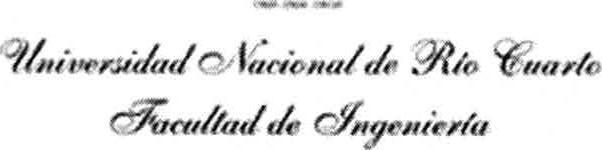 Universidad Nacional de Río Cuarto
Facultad de Ingeniería